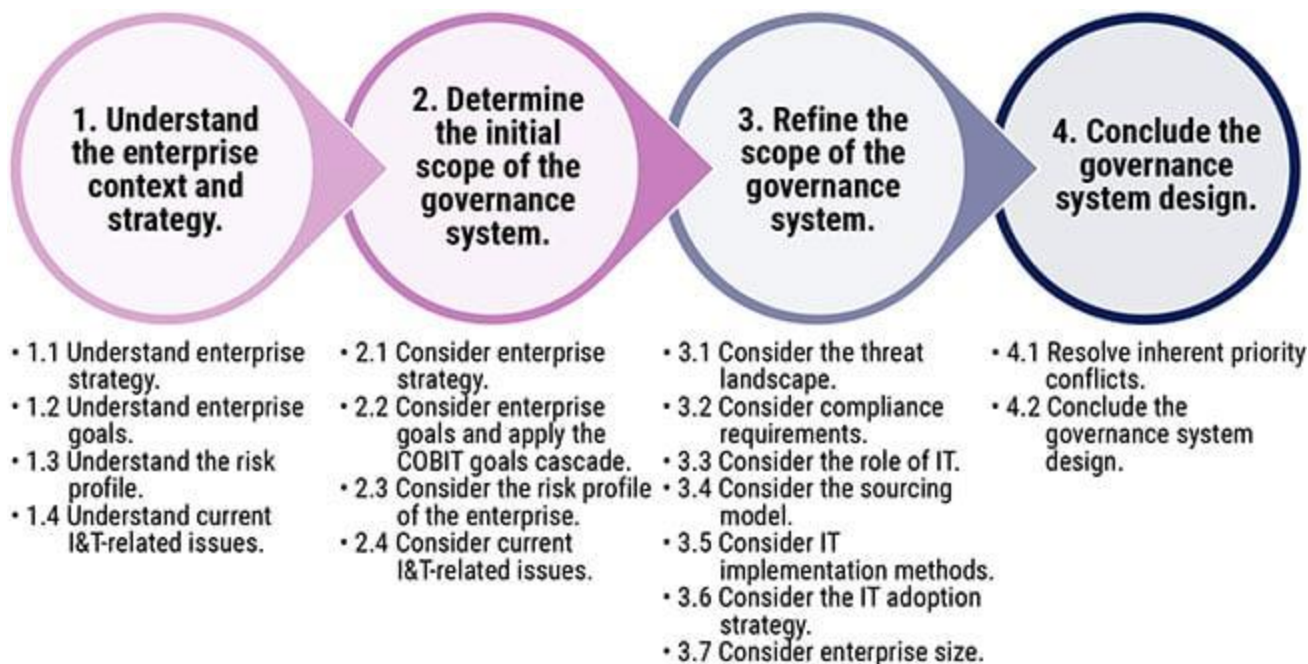 1. Understand
the enterprise
context and
strategy.
2. Determine
the initial
scope of the
governance
system.
3. Refine the
scope of the
governance
system.
4. Conclude the
governance
system design.
• 1.1 Understand enterprise
strategy.
• 1.2 Understand enterprise
goals.
• 1.3 Understand the risk
profile.
• 1.4 Understand current
I&T-related issues.
• 2.1 Consider enterprise
strategy.
• 2.2 Consider enterprise
goals and apply the
COBIT goals cascade.
• 2.3 Consider the risk profile
of the enterprise.
• 2.4 Consider current
I&T-related issues.
• 3.1 Consider the threat
landscape.
• 3.2 Consider compliance
requirements.
• 3.3 Consider the role of IT.
• 3.4 Consider the sourcing
model.
• 3.5 Consider IT
implementation methods.
• 3.6 Consider the IT adoption
strategy.
• 3.7 Consider enterprise size.
• 4.1 Resolve inherent priority
conflicts.
• 4.2 Conclude the
governance system
design.